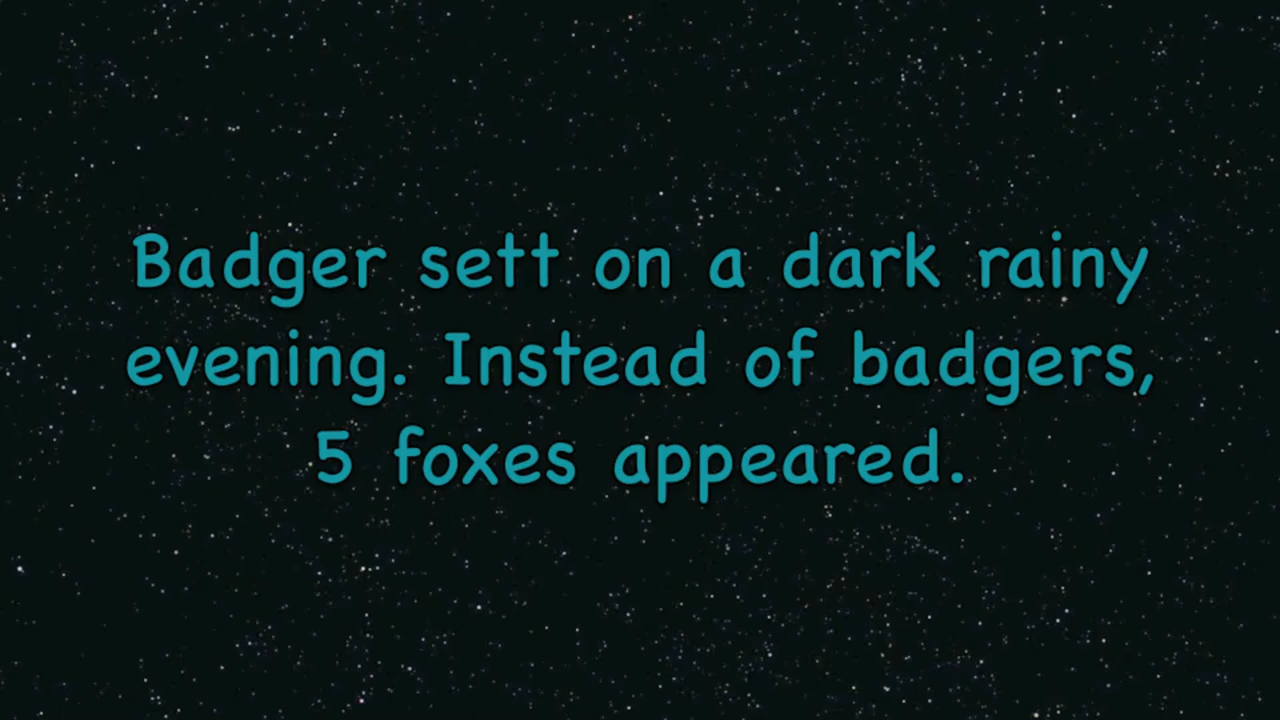 Badger sett on a dark rainy
evening. Instead of badgers,
5 foxes appeared.